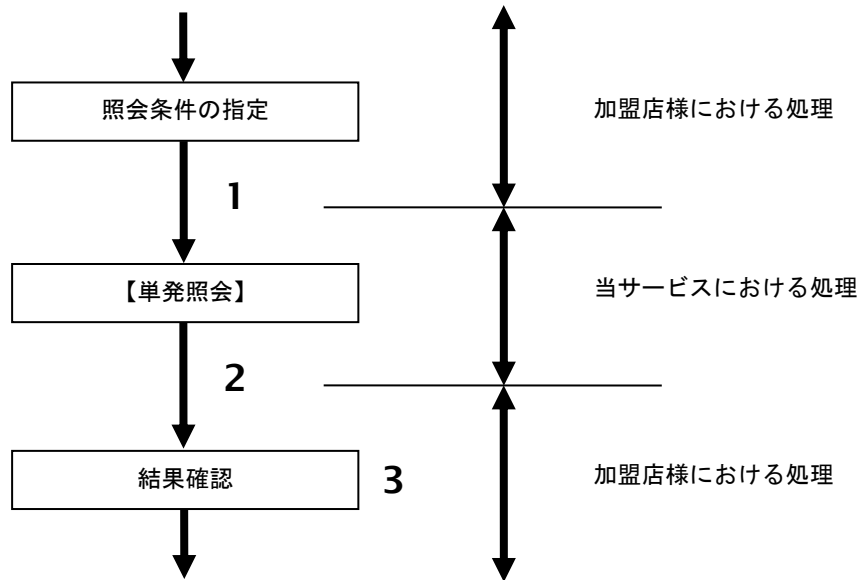 照会条件の指定
加盟店様における処理
1
【単発照会】
当サービスにおける処理
2
結果確認
3
加盟店様における処理